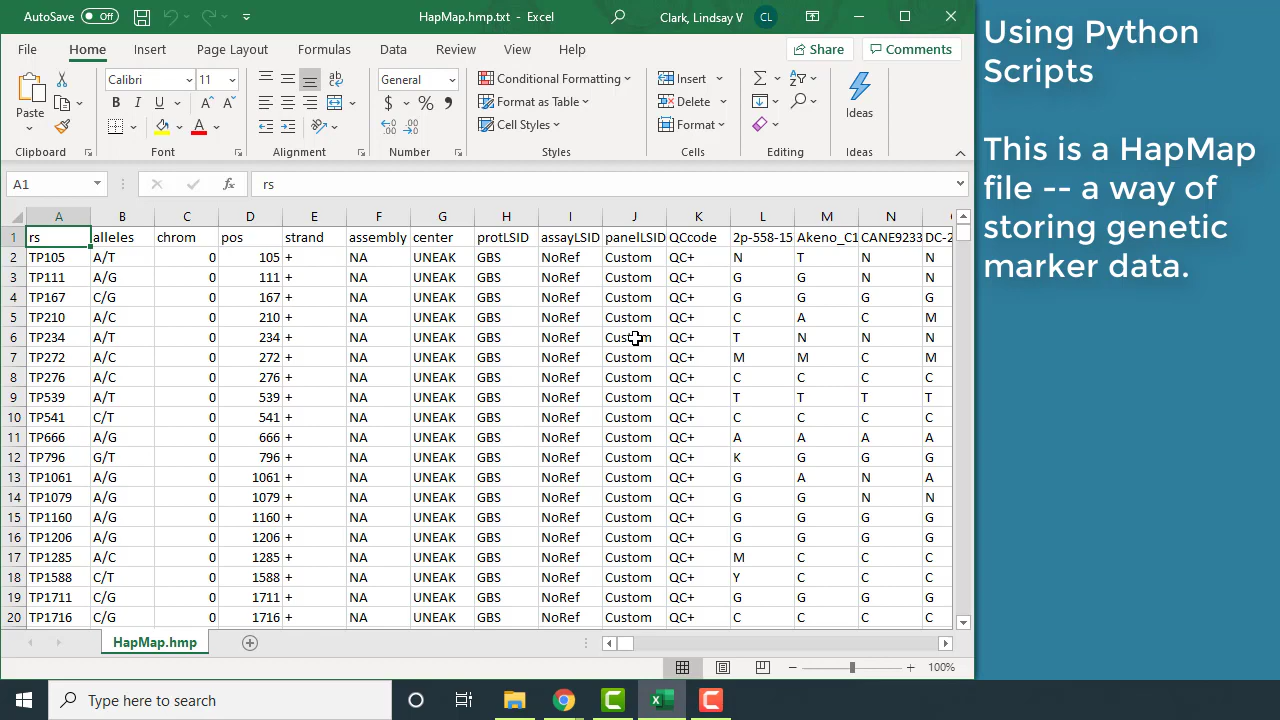 AutoSave Off
HapMap.hmp.txt - Excel
Clark, Lindsay V CL
File Home Insert Page Layout Formulas Data Review View Help
Share Comments
Paste
Clipboard
Calibri 11
B I U
A A
A
Font
ab
Alignment
General
$ % 9
Number
Conditional Formatting
Format as Table
Cell Styles
Styles
Insert
Delete
Format
Cells
Editing
Ideas
Ideas
A1 fx rs
A B C D E F G H I J K L M N
1 rs alleles chrom pos strand assembly center protLSID assayLSID panelLSID QCcode 2p-558-15 Akeno_C1 CANE9233 DC-2
2 TP105 A/T 0 105 + NA UNEAK GBS NoRef Custom QC+ N T N N
3 TP111 A/G 0 111 + NA UNEAK GBS NoRef Custom QC+ G G N N
4 TP167 C/G 0 167 + NA UNEAK GBS NoRef Custom QC+ G G G G
5 TP210 A/C 0 210 + NA UNEAK GBS NoRef Custom QC+ C A C M
6 TP234 A/T 0 234 + NA UNEAK GBS NoRef Custom QC+ T N N N
7 TP272 A/C 0 272 + NA UNEAK GBS NoRef Custom QC+ M M C M
8 TP276 A/C 0 276 + NA UNEAK GBS NoRef Custom QC+ C C C C
9 TP539 A/T 0 539 + NA UNEAK GBS NoRef Custom QC+ T T T T
10 TP541 C/T 0 541 + NA UNEAK GBS NoRef Custom QC+ C C C C
11 TP666 A/G 0 666 + NA UNEAK GBS NoRef Custom QC+ A A A A
12 TP796 G/T 0 796 + NA UNEAK GBS NoRef Custom QC+ K G G G
13 TP1061 A/G 0 1061 + NA UNEAK GBS NoRef Custom QC+ G A N A
14 TP1079 A/G 0 1079 + NA UNEAK GBS NoRef Custom QC+ G G N N
15 TP1160 A/G 0 1160 + NA UNEAK GBS NoRef Custom QC+ G G G G
16 TP1206 A/G 0 1206 + NA UNEAK GBS NoRef Custom QC+ G G G G
17 TP1285 A/C 0 1285 + NA UNEAK GBS NoRef Custom QC+ M C C C
18 TP1588 C/T 0 1588 + NA UNEAK GBS NoRef Custom QC+ Y C C C
19 TP1711 C/G 0 1711 + NA UNEAK GBS NoRef Custom QC+ G G G G
20 TP1716 C/G 0 1716 + NA UNEAK GBS NoRef Custom QC+ C C C C
HapMap.hmp
100%
Type here to search
Using Python
Scripts
This is a HapMap
file -- a way of
storing genetic
marker data.